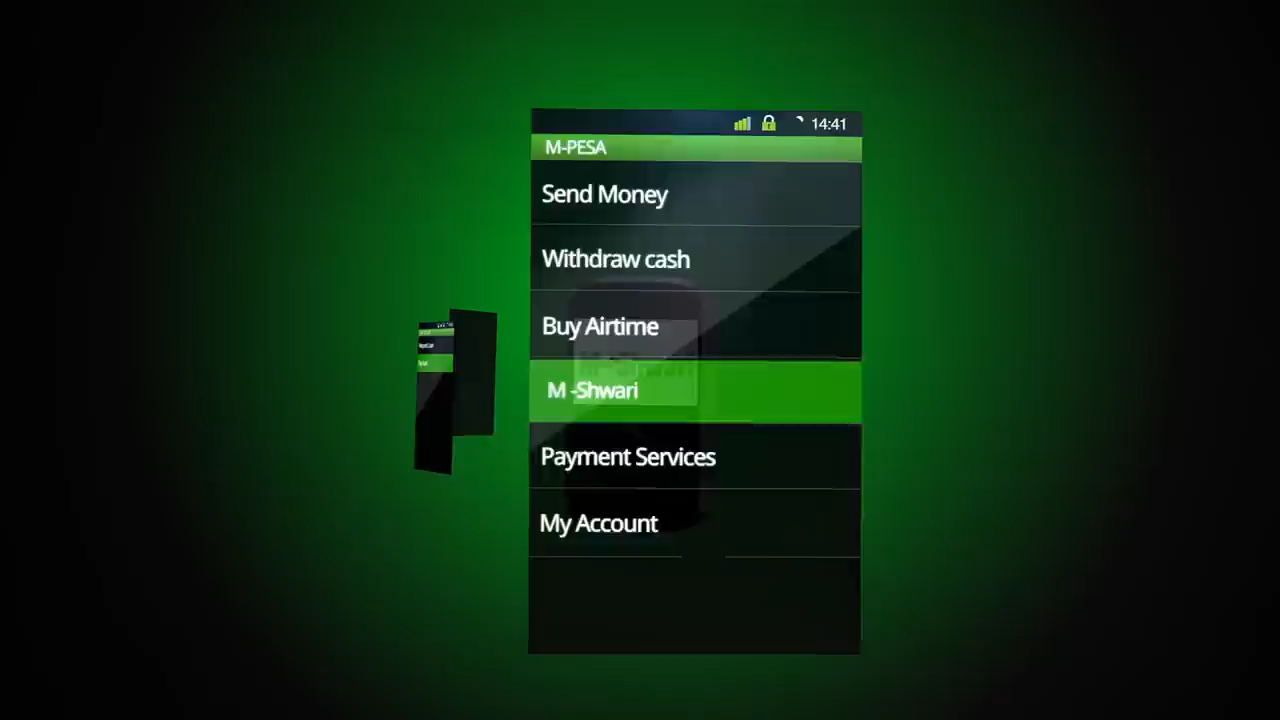 14:41
M-PESA
Send Money
Withdraw cash
Buy Airtime
M -Shwari
Payment Services
My Account